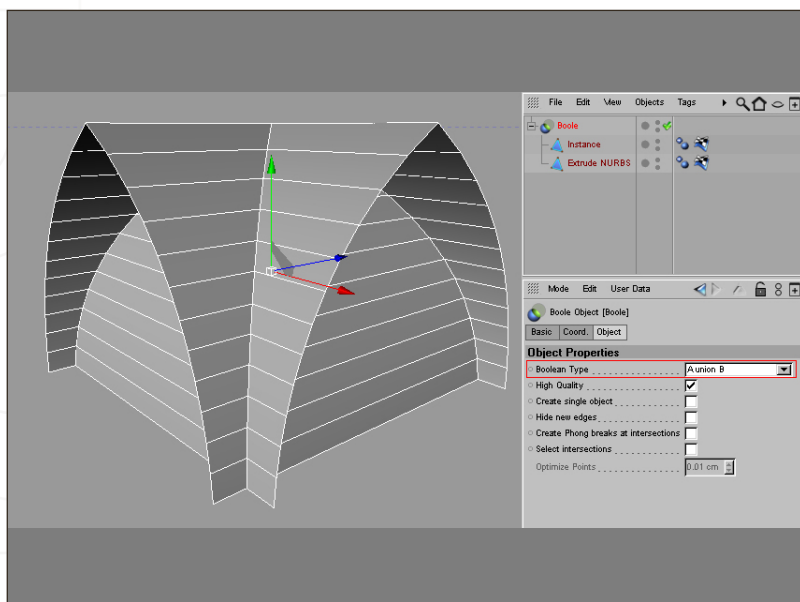 File Edit View Objects Tags
Boole
Instance
Extrude NURBS
Mode Edit User Data
Boole Object [Boole]
Basic Coord. Object
Object Properties
Boolean Type A union B
High Quality
Create single object
Hide new edges
Create Phong breaks at intersections
Select intersections
Optimize Points 0.01 cm